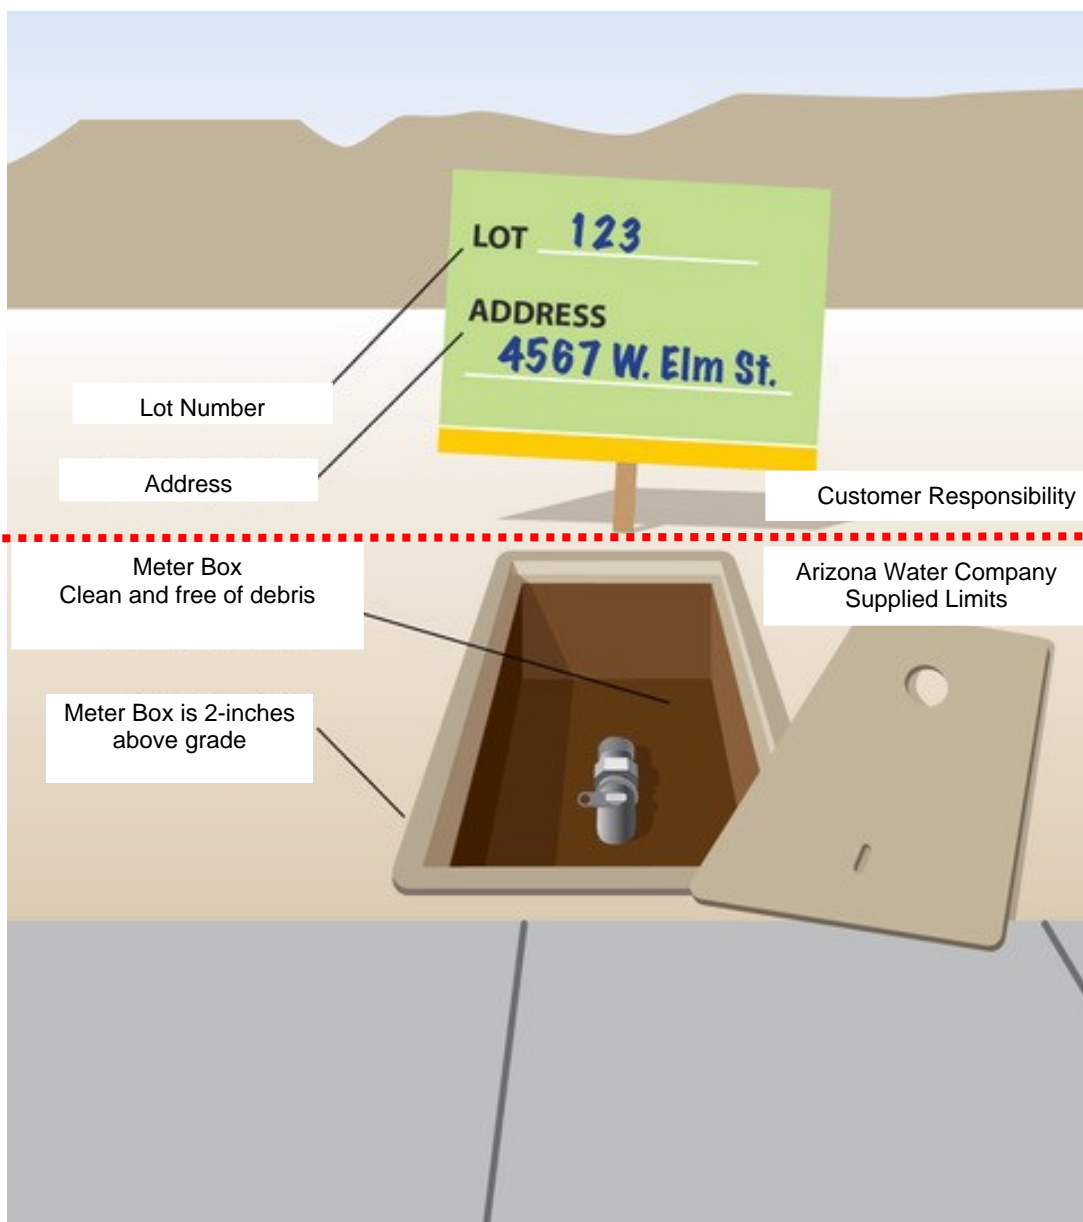 LOT 123
ADDRESS
4567 W. Elm St.
Lot Number
Address
Customer Responsibility
Meter Box
Clean and free of debris
Arizona Water Company
Supplied Limits
Meter Box is 2-inches
above grade